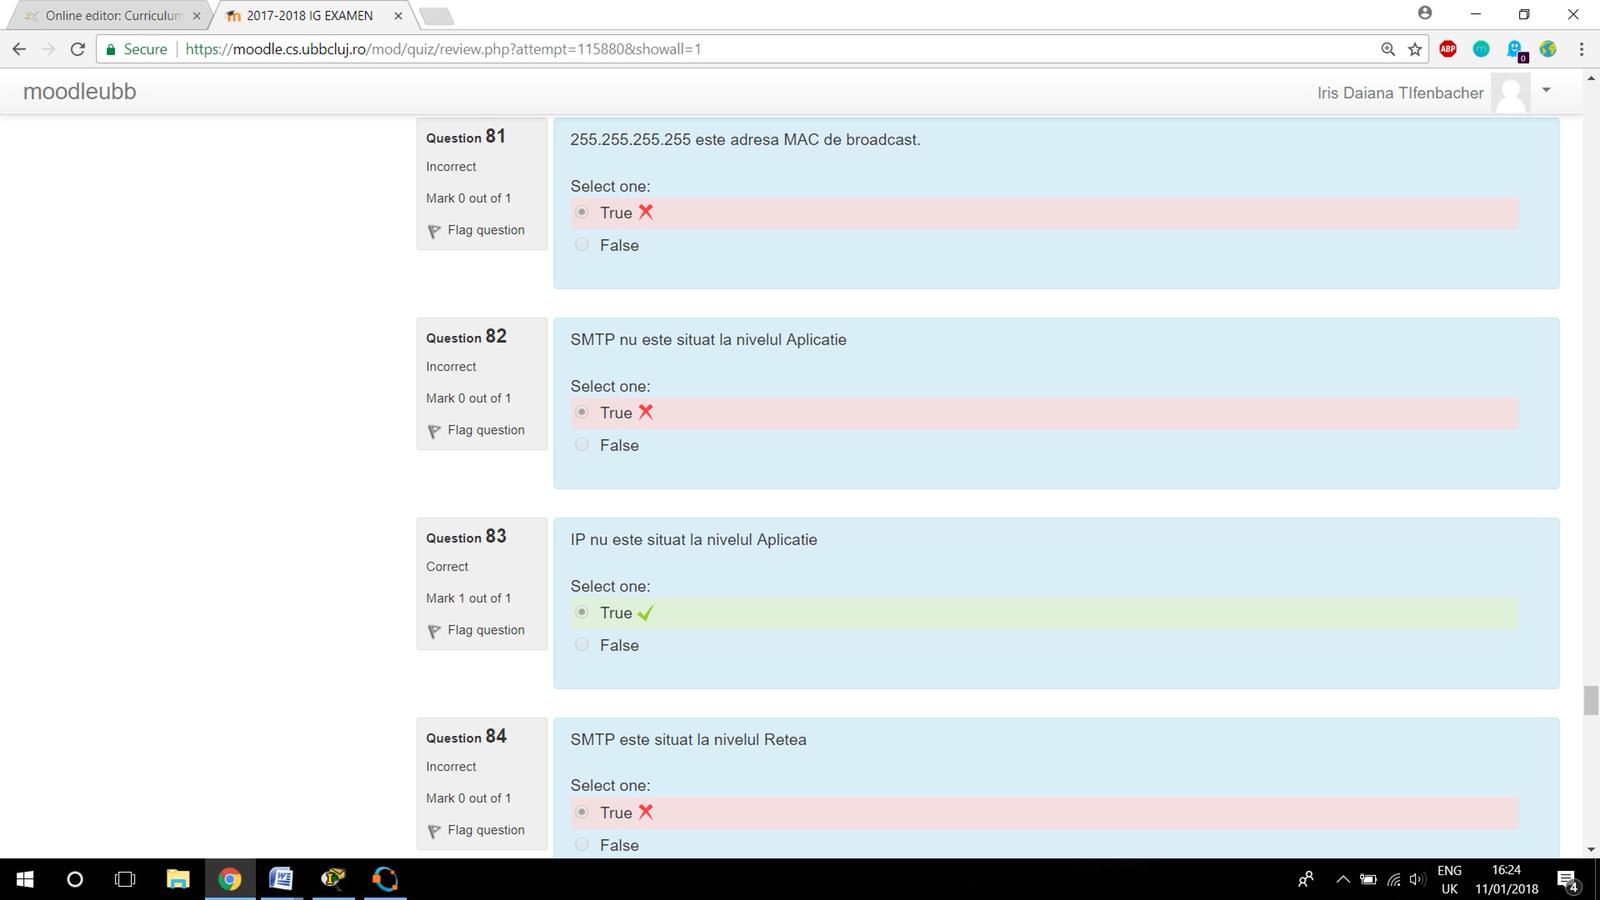 Online editor: Curriculum
2017-2018 IG EXAMEN
Secure https://moodle.cs.ubbcluj.ro/mod/quiz/review.php?attempt=115880&showall=1
ABP
m
0
moodleubb
Iris Daiana TIfenbacher
Question 81
Incorrect
Mark 0 out of 1
Flag question
255.255.255.255 este adresa MAC de broadcast.
Select one:
True
False
Question 82
Incorrect
Mark 0 out of 1
Flag question
SMTP nu este situat la nivelul Aplicatie
Select one:
True
False
Question 83
Correct
Mark 1 out of 1
Flag question
IP nu este situat la nivelul Aplicatie
Select one:
True
False
Question 84
Incorrect
Mark 0 out of 1
Flag question
SMTP este situat la nivelul Retea
Select one:
True
False
ENG
UK
16:24
11/01/2018
4